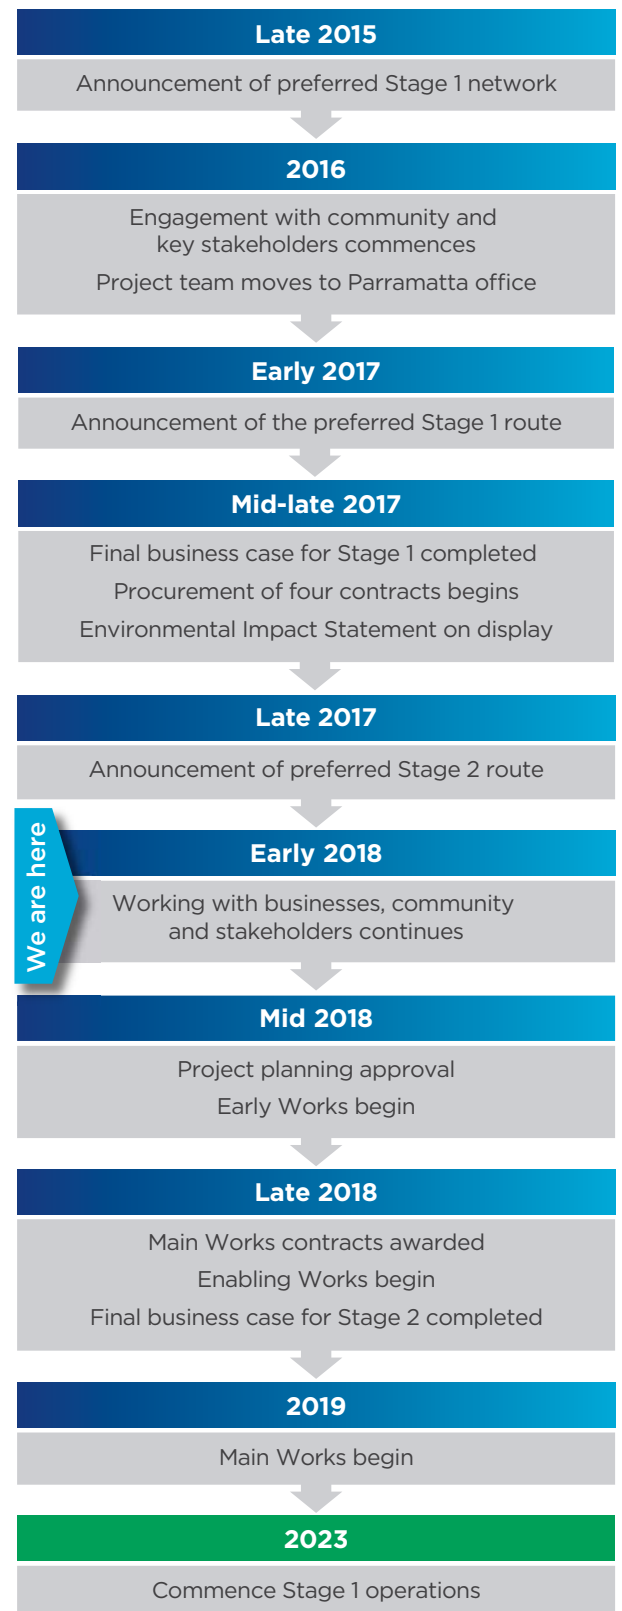 Late 2015
Announcement of preferred Stage 1 network
2016
Engagement with community and
key stakeholders commences
Project team moves to Parramatta office
Early 2017
Announcement of the preferred Stage 1 route
Mid-late 2017
Final business case for Stage 1 completed
Procurement of four contracts begins
Environmental Impact Statement on display
Late 2017
Announcement of preferred Stage 2 route
We are here
Early 2018
Working with businesses, community
and stakeholders continues
Mid 2018
Project planning approval
Early Works begin
Late 2018
Main Works contracts awarded
Enabling Works begin
Final business case for Stage 2 completed
2019
Main Works begin
2023
Commence Stage 1 operations